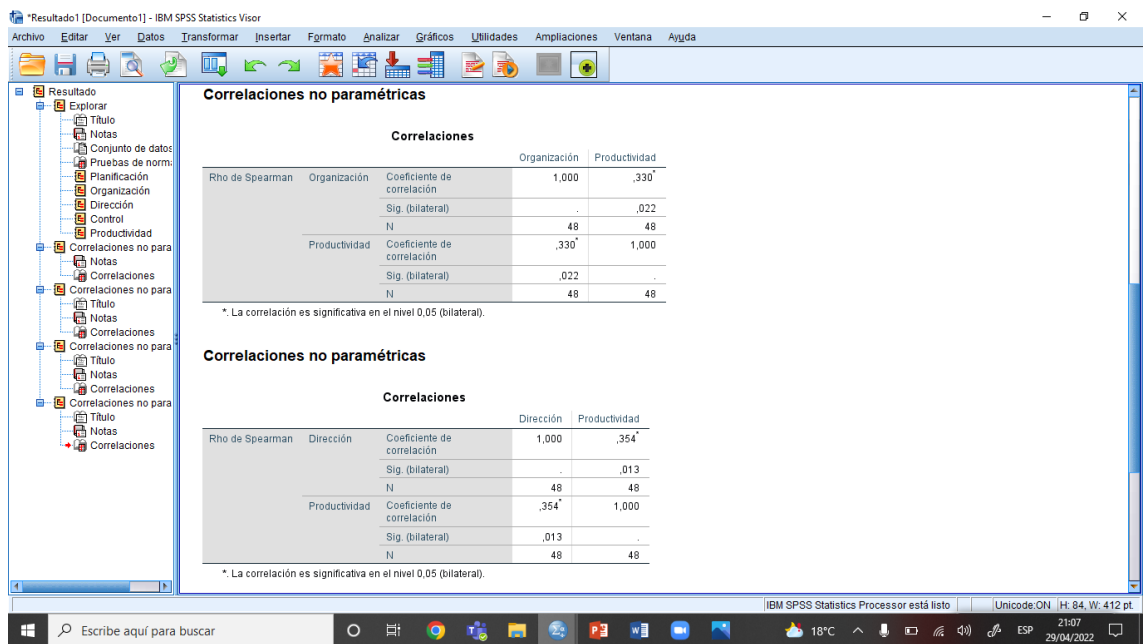 *Resultado1 [Documento1] - IBM SPSS Statistics Visor
Archivo Editar Ver Datos Transformar Insertar Formato Analizar Gráficos Utilidades Ampliaciones Ventana Ayuda
Resultado
Explorar
Título
Notas
Conjunto de datos
Pruebas de norm
Planificación
Organización
Dirección
Control
Productividad
Correlaciones no para
Notas
Correlaciones
Correlaciones no para
Título
Notas
Correlaciones
Correlaciones no para
Título
Notas
Correlaciones
Correlaciones no para
Título
Notas
Correlaciones
Correlaciones no paramétricas
Correlaciones
Organización Productividad
Rho de Spearman Organización Coeficiente de correlación 1,000 ,330*
Sig. (bilateral) . ,022
N 48 48
Productividad Coeficiente de correlación ,330* 1,000
Sig. (bilateral) ,022 .
N 48 48
*. La correlación es significativa en el nivel 0,05 (bilateral).
Correlaciones no paramétricas
Correlaciones
Dirección Productividad
Rho de Spearman Dirección Coeficiente de correlación 1,000 ,354*
Sig. (bilateral) . ,013
N 48 48
Productividad Coeficiente de correlación ,354* 1,000
Sig. (bilateral) ,013 .
N 48 48
*. La correlación es significativa en el nivel 0,05 (bilateral).
IBM SPSS Statistics Processor está listo Unicode:ON H: 84, W: 412 pt.
Escribe aquí para buscar 18°C ESP 21:07
29/04/2022